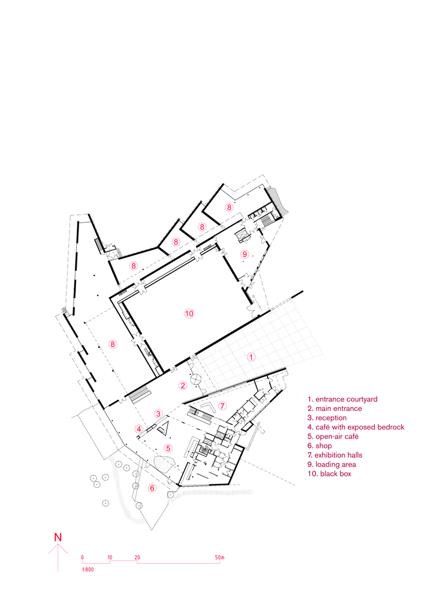 8
8
8
8
9
10
8
1
2
7
3
4
5
6
1. entrance courtyard
2. main entrance
3. reception
4. café with exposed bedrock
5. open-air café
6. shop
7. exhibition halls
9. loading area
10. black box
N
0 10 20 50m
1:800